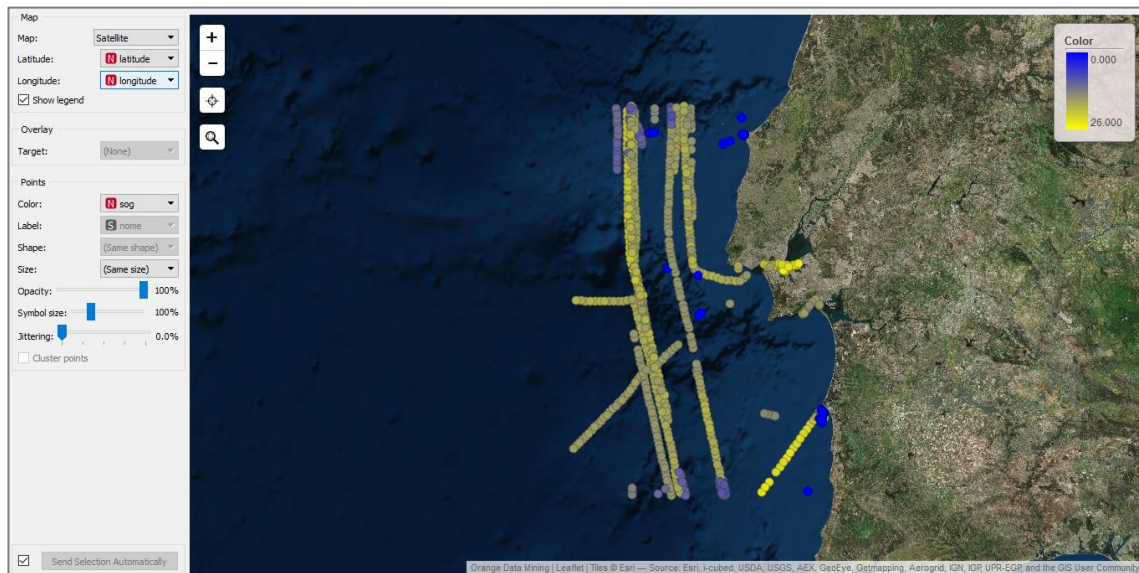 Map
Map: Satellite
Latitude: N latitude
Longitude: N longitude
Show legend
Overlay
Target: (None)
Points
Color: N sog
Label: S nome
Shape: (Same shape)
Size: (Same size)
Opacity: 100%
Symbol size: 100%
Jittering: 0.0%
Cluster points
Send Selection Automatically
+
−
Color
0.000
26.000
Orange Data Mining | Leaflet | Tiles © Esri — Source: Esri, i-cubed, USDA, USGS, AEX, GeoEye, Getmapping, Aerogrid, IGN, IGP, UPR-EGP, and the GIS User Community